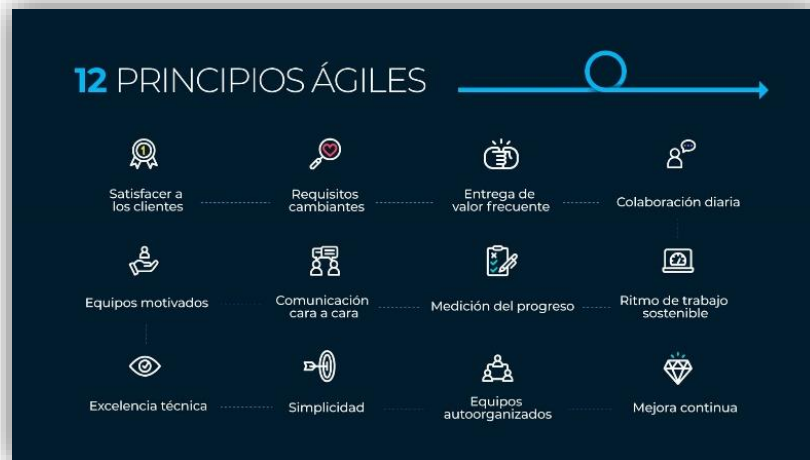 12 PRINCIPIOS ÁGILES
1
Satisfacer a
los clientes
Requisitos
cambiantes
Entrega de
valor frecuente
Colaboración diaria
Equipos motivados
Comunicación
cara a cara
Medición del progreso
Ritmo de trabajo
sostenible
Excelencia técnica
Simplicidad
Equipos
autoorganizados
Mejora continua